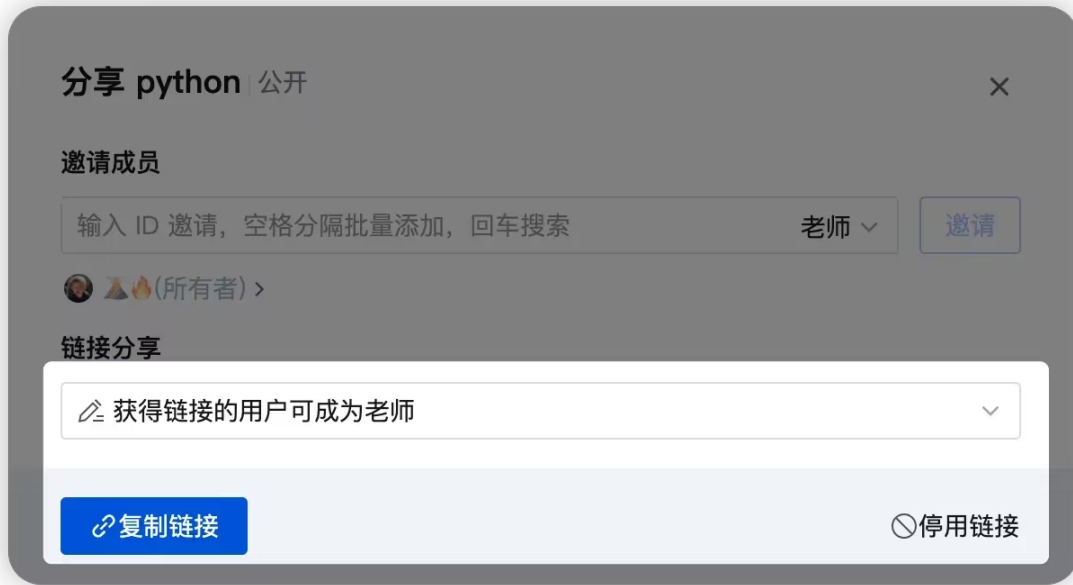 分享 python 公开
邀请成员
输入 ID 邀请，空格分隔批量添加，回车搜索 老师 邀请
🌋🔥(所有者)
链接分享
获得链接的用户可成为老师
复制链接 停用链接